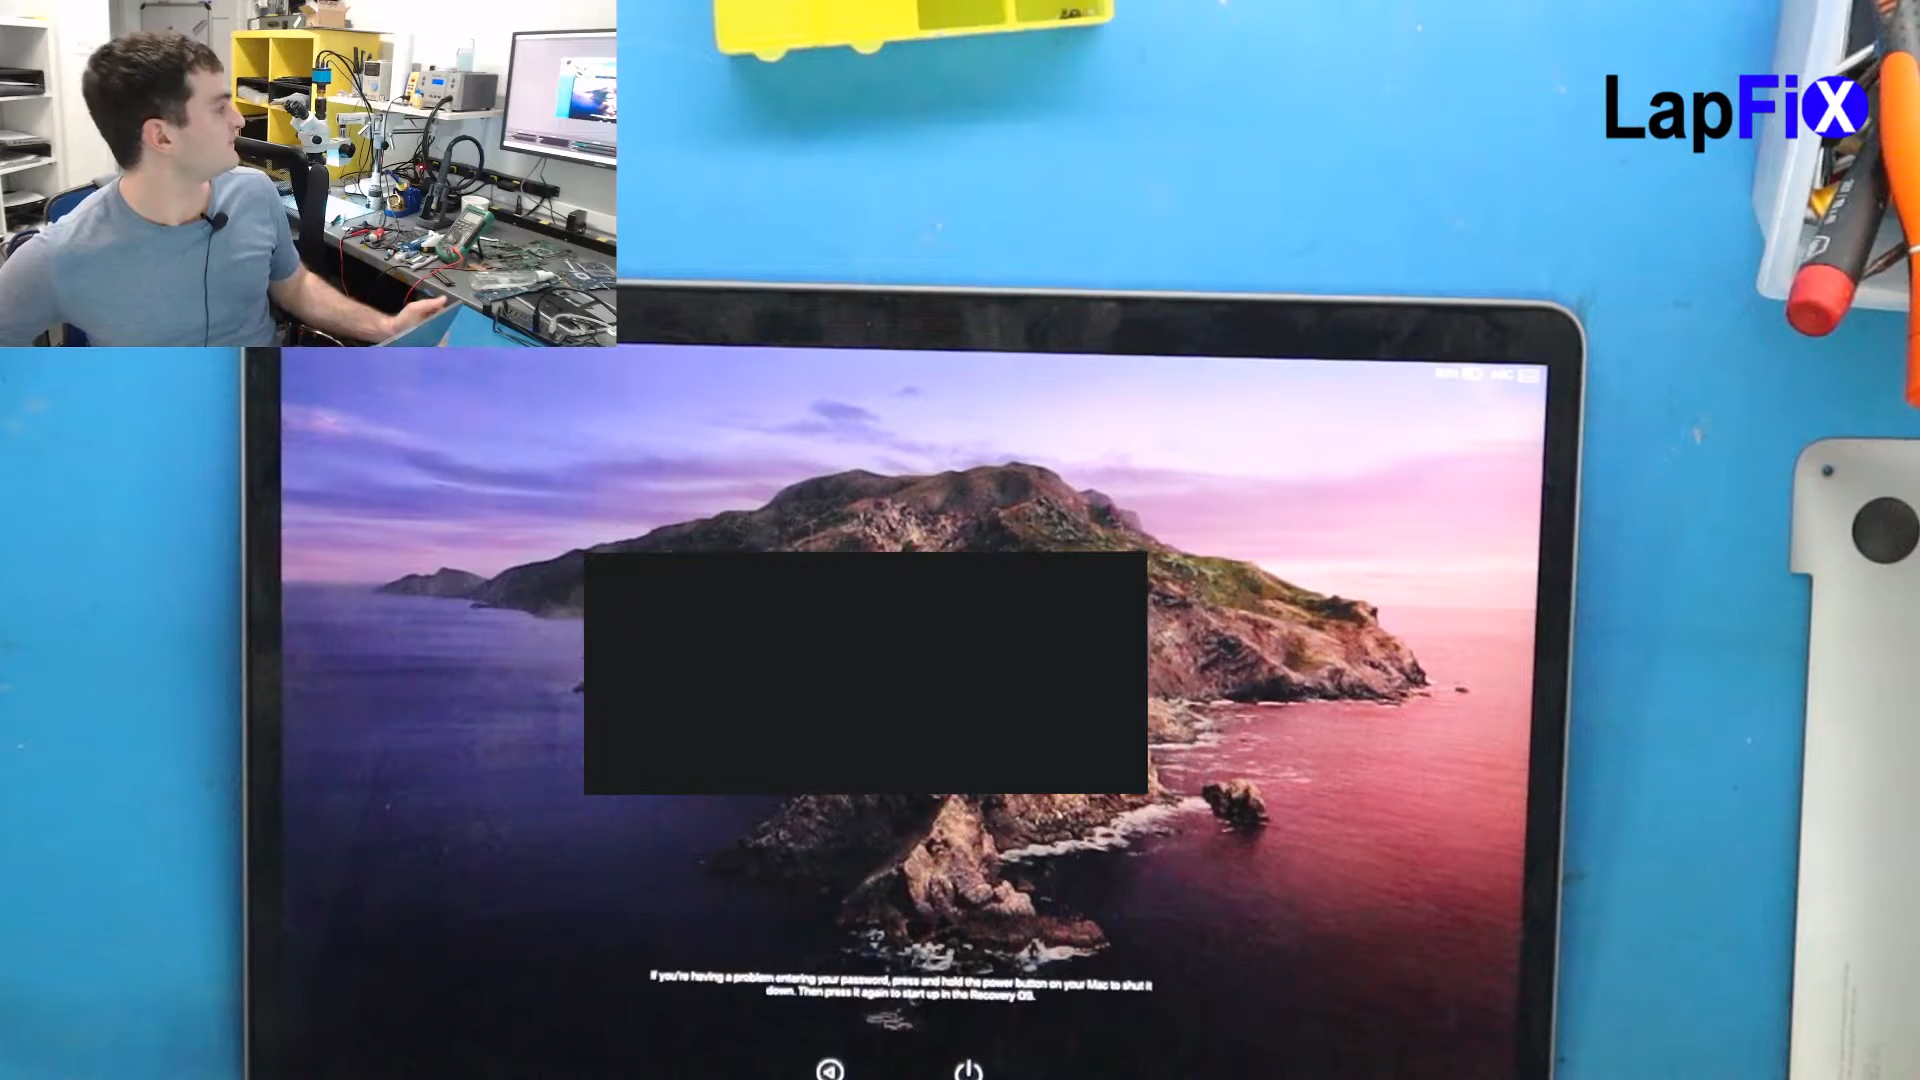 LapFiX
If you're having a problem entering your password, press and hold the power button on your Mac to shut it
down. Then press it again to start up in the Recovery OS.